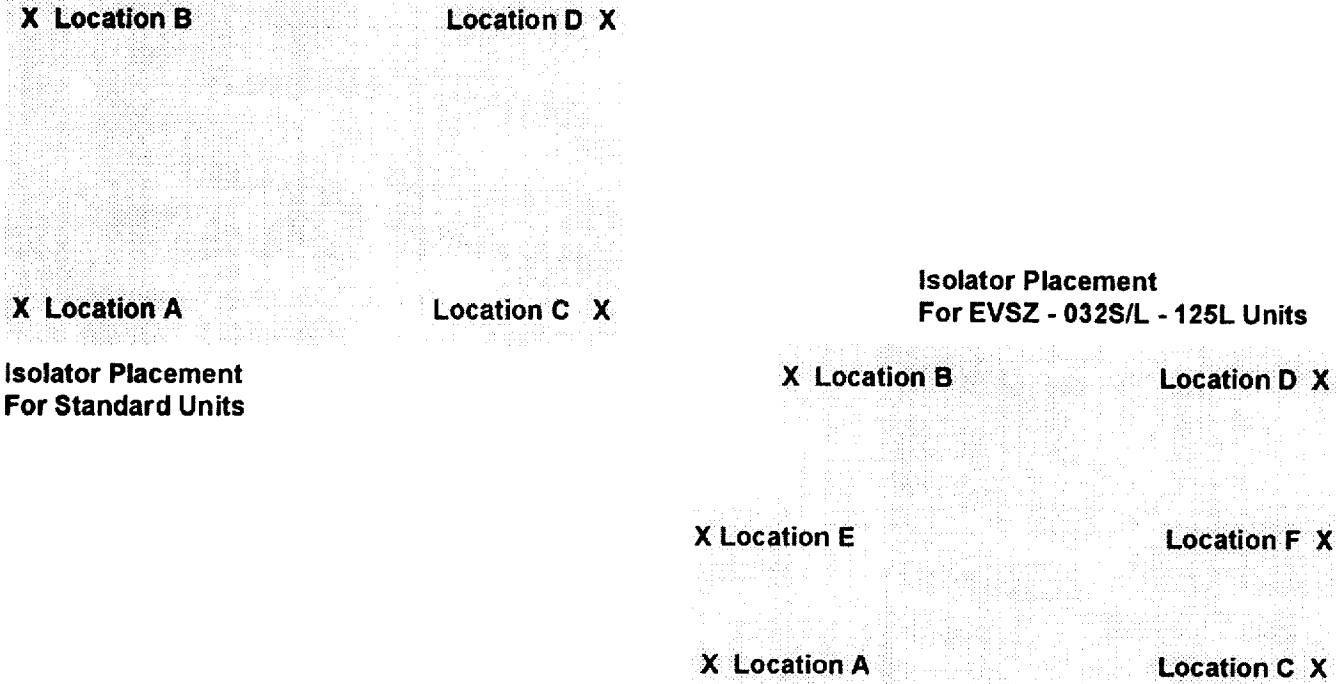 X Location B
Location D X
X Location A
Location C X
Isolator Placement
For Standard Units
Isolator Placement
For EVSZ - 032S/L - 125L Units
X Location B
Location D X
X Location E
Location F X
X Location A
Location C X